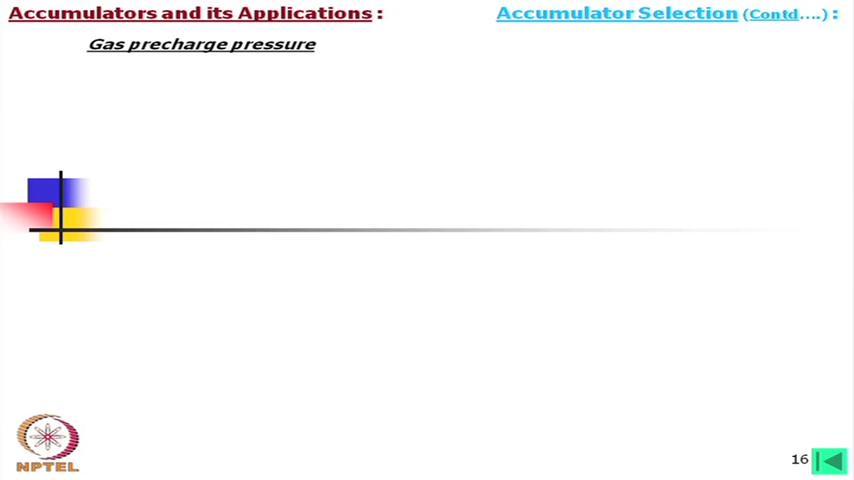 Accumulators and its Applications :
Accumulator Selection (Contd....) :
Gas precharge pressure
NPTEL
16